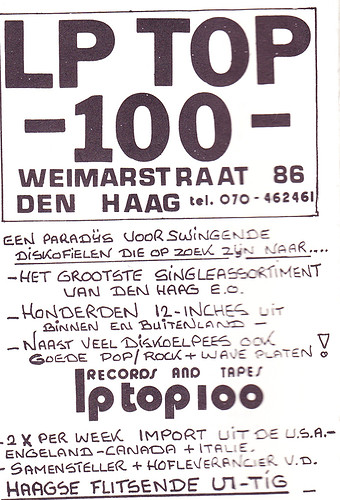 LP TOP
-100-
WEIMARSTRAAT 86
DEN HAAG tel. 070-462461
EEN PARADIJS VOOR SWINGENDE
DISKOFIELEN DIE OP ZOEK ZIJN NAAR....
-HET GROOTSTE SINGLEASSORTIMENT
VAN DEN HAAG E.O.
-HONDERDEN 12-INCHES UIT
BINNEN EN BUITENLAND-
-NAAST VEEL DISKOELPEES OOK
GOEDE POP/ROCK+WAVE PLATEN!
RECORDS AND TAPES
lp top 100
-2 X PER WEEK IMPORT UIT DE U.S.A.-
ENGELAND-CANADA + ITALIE.
-SAMENSTELLER + HOFLEVERANCIER V.D.
HAAGSE FLITSENDE UI-TIG -